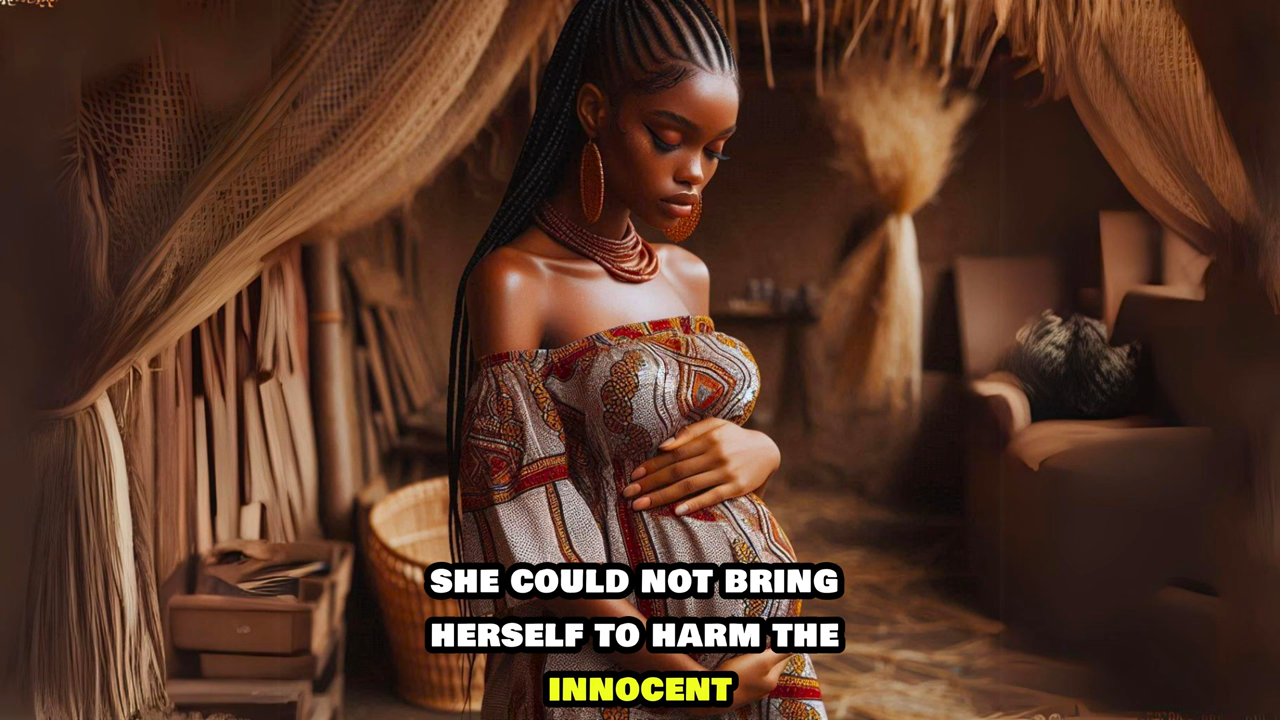 SHE COULD NOT BRING
HERSELF TO HARM THE
INNOCENT